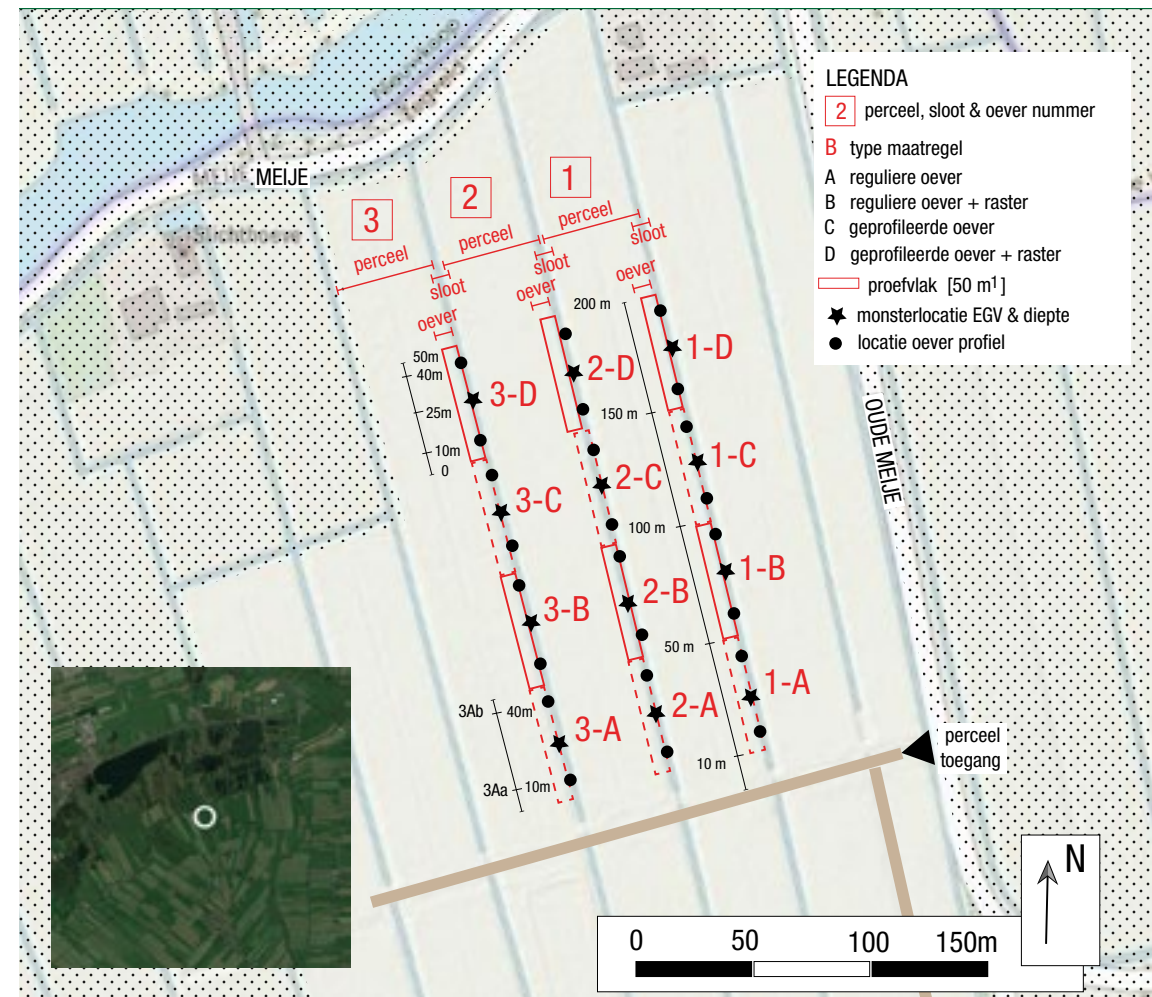 LEGENDA
2 perceel, sloot & oever nummer
B type maatregel
A reguliere oever
B reguliere oever + raster
C geprofileerde oever
D geprofileerde oever + raster
proefvlak [50 m1]
monsterlocatie EGV & diepte
locatie oever profiel
MEIJE
MEIJE
OUDE MEIJE
1
2
3
perceel
perceel
perceel
sloot
sloot
sloot
oever
oever
oever
200 m
150 m
100 m
50 m
10 m
50m
40m
25m
10m
0
1-D
2-D
3-D
1-C
2-C
3-C
1-B
2-B
3-B
1-A
2-A
3-A
3Ab
40m
3Aa
10m
perceel
toegang
N
0 50 100 150m